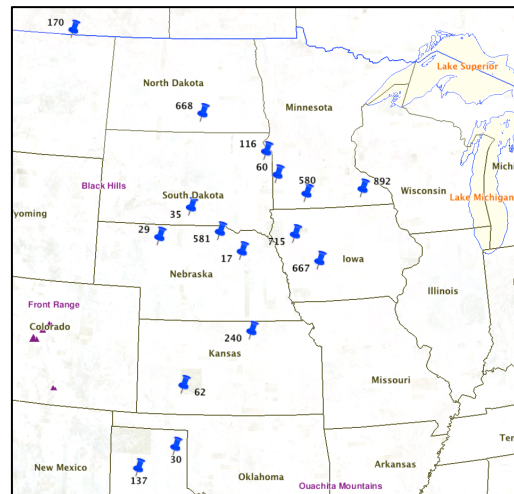 170
North Dakota
668
Minnesota
Lake Superior
116
60
580
892
Wisconsin
Michi
Lake Michigan
Black Hills
South Dakota
35
yoming
29
581
17
715
Iowa
667
Nebraska
Illinois
Front Range
Colorado
240
Kansas
62
Missouri
30
137
New Mexico
Oklahoma
Arkansas
Ten
Ouachita Mountains